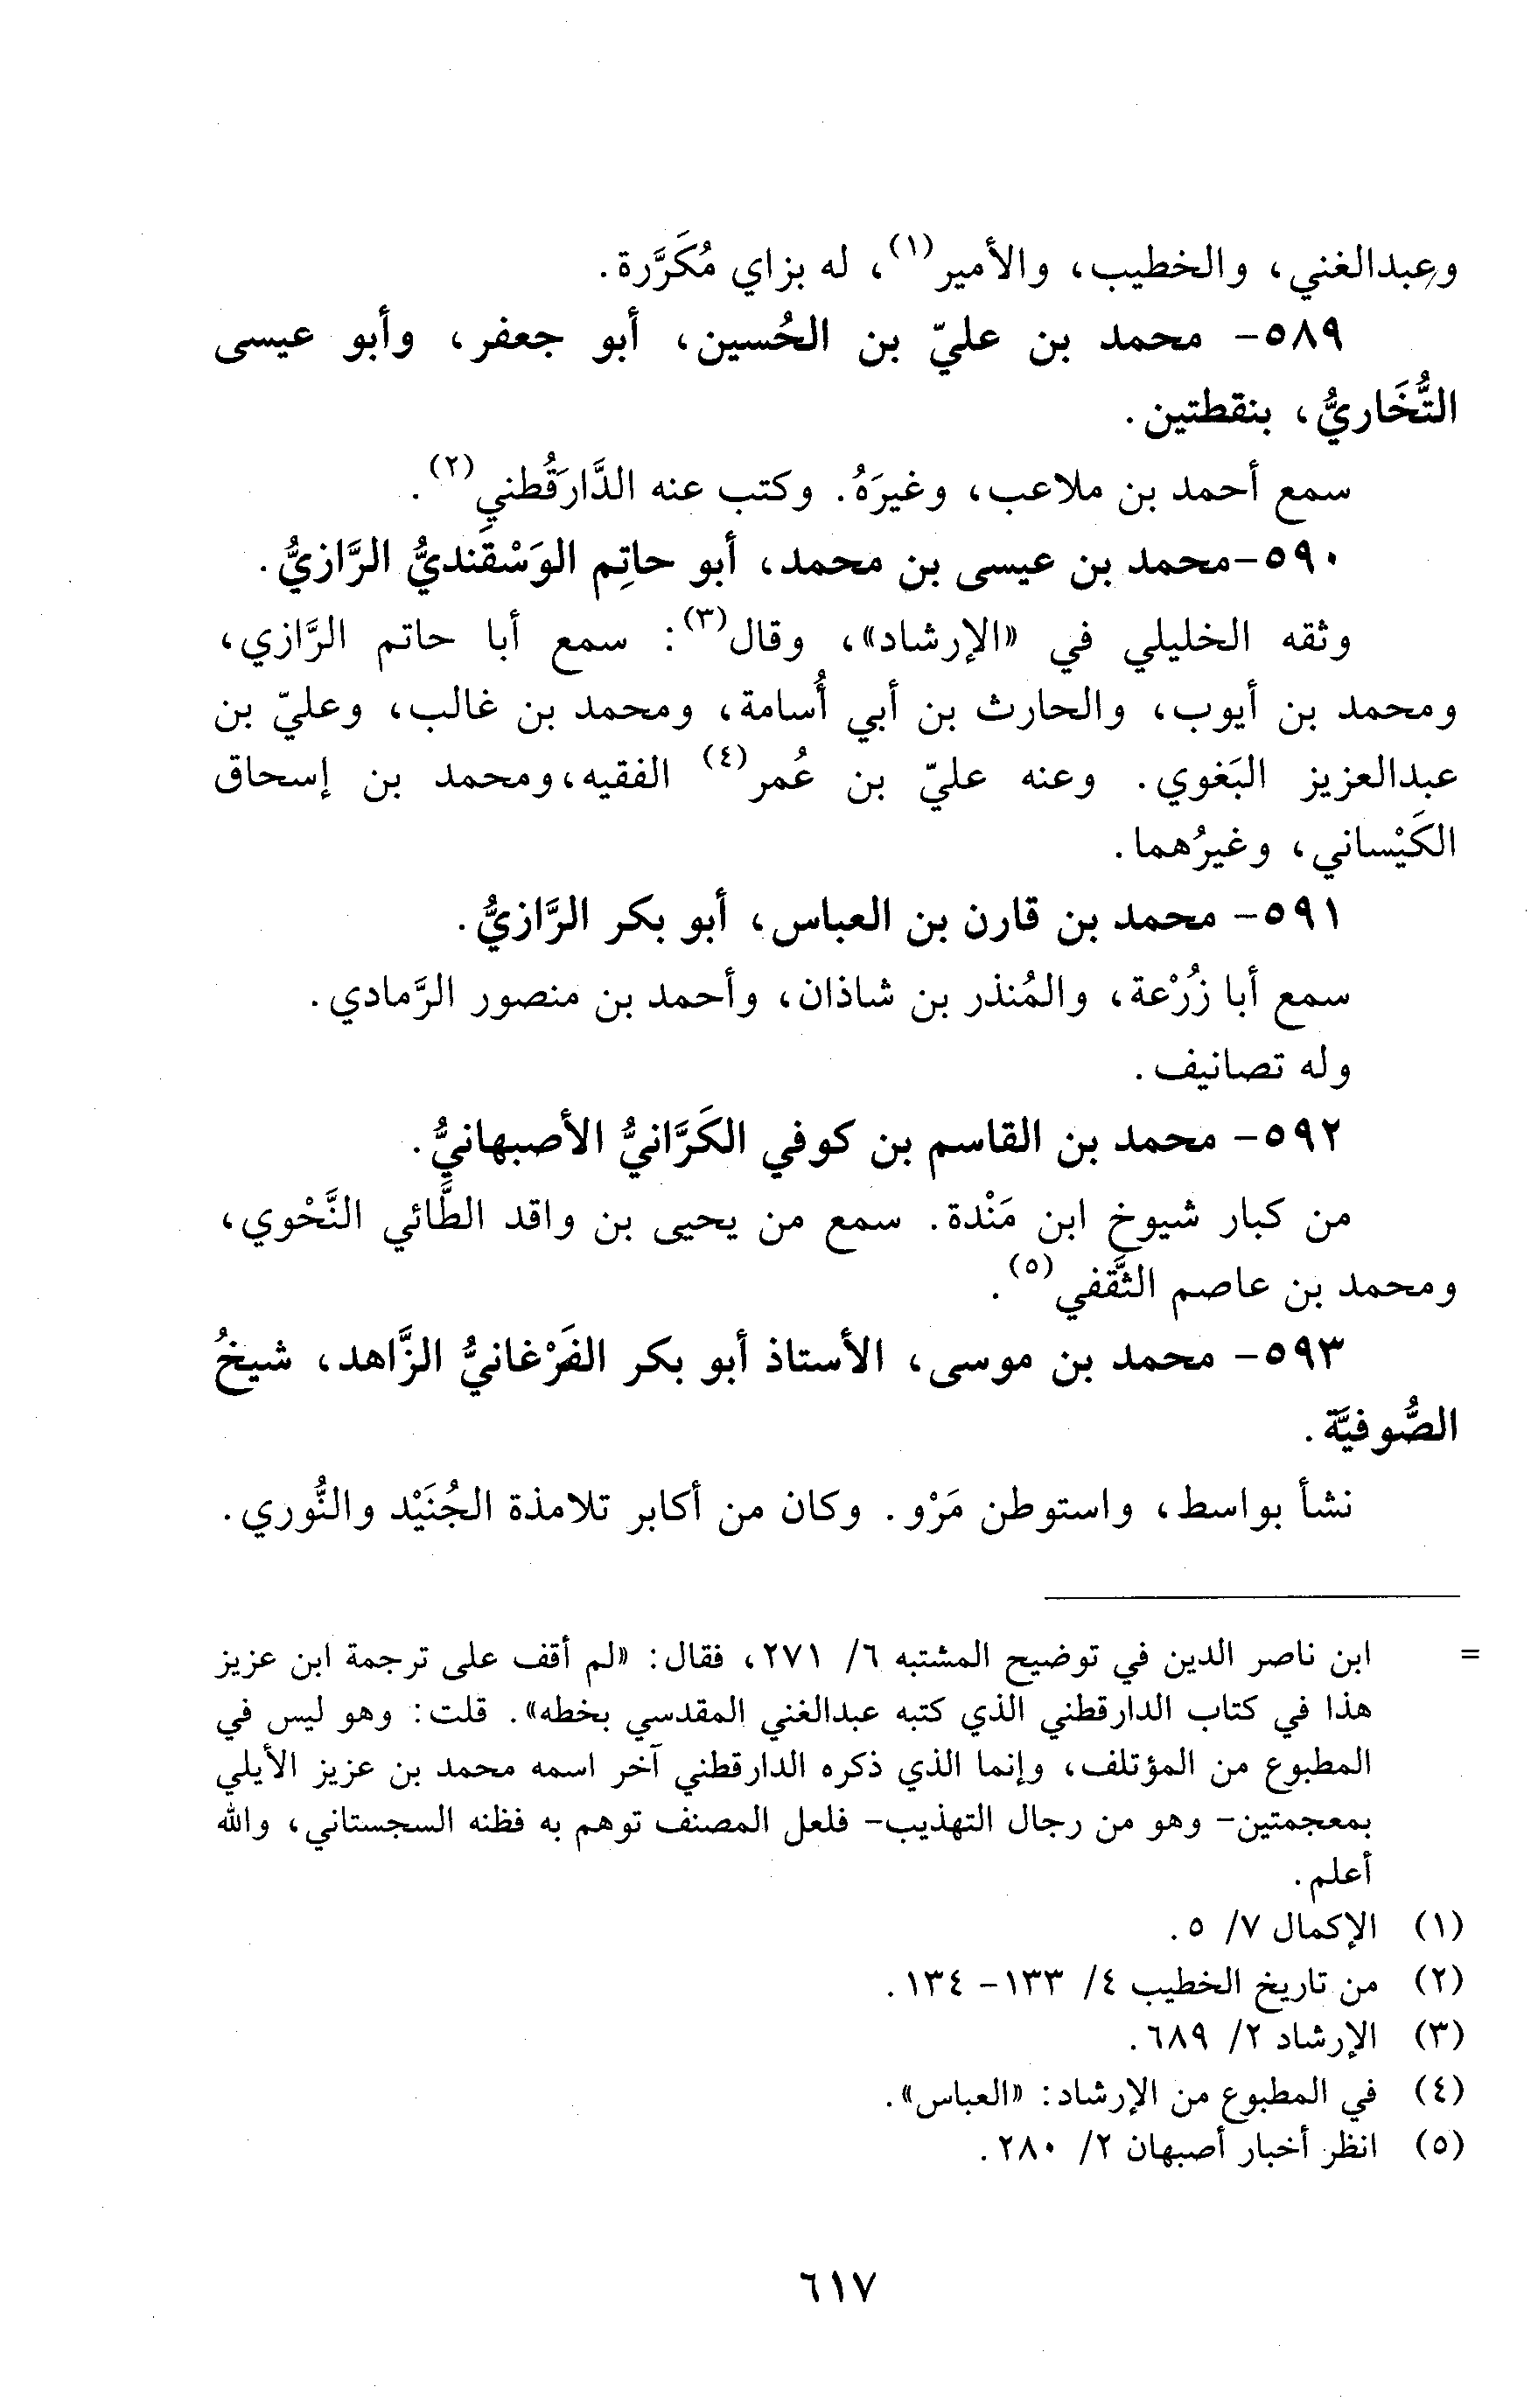 وعبدالغني، والخطيب، والأمير(١)، له بزاي مُكَرَّرة.
٥٨٩- محمد بن عليّ بن الحُسين، أبو جعفر، وأبو عيسى
التُّخَاريُّ، بنقطتين.
سمع أحمد بن ملاعب، وغيرَهُ. وكتب عنه الدَّارَقُطنيِ(٢).
٥٩٠-محمد بن عيسى بن محمد، أبو حاتِم الوَسْقَنديُّ الرَّازيُّ.
وثقه الخليلي في «الإرشاد»، وقال(٣): سمع أبا حاتم الرَّازي،
ومحمد بن أيوب، والحارث بن أبي أُسامة، ومحمد بن غالب، وعليّ بن
عبدالعزيز البَغوي. وعنه عليّ بن عُمر(٤) الفقيه،ومحمد بن إسحاق
الكَيْساني، وغيرُهما.
٥٩١- محمد بن قارن بن العباس، أبو بكر الرَّازيُّ.
سمع أبا زُرْعة، والمُنذر بن شاذان، وأحمد بن منصور الرَّمادي.
وله تصانيف.
٥٩٢- محمد بن القاسم بن كوفي الكَرَّانيُّ الأصبهانيُّ.
من كبار شيوخ ابن مَنْدة. سمع من يحيى بن واقد الطَّائي النَّحْوي،
ومحمد بن عاصم الثَّقفي(٥).
٥٩٣- محمد بن موسى، الأستاذ أبو بكر الفَرْغانيُّ الزَّاهد، شيخُ
الصُّوفيَّة.
نشأ بواسط، واستوطن مَرْو. وكان من أكابر تلامذة الجُنَيْد والنُّوري.
= ابن ناصر الدين في توضيح المشتبه ٦/ ٢٧١، فقال: «لم أقف على ترجمة ابن عزيز
هذا في كتاب الدارقطني الذي كتبه عبدالغني المقدسي بخطه». قلت: وهو ليس في
المطبوع من المؤتلف، وإنما الذي ذكره الدارقطني آخر اسمه محمد بن عزيز الأيلي
بمعجمتين- وهو من رجال التهذيب- فلعل المصنف توهم به فظنه السجستاني، والله
أعلم.
(١) الإكمال ٧/ ٥.
(٢) من تاريخ الخطيب ٤/ ١٣٣- ١٣٤.
(٣) الإرشاد ٢/ ٦٨٩.
(٤) في المطبوع من الإرشاد: «العباس».
(٥) انظر أخبار أصبهان ٢/ ٢٨٠.
٦١٧